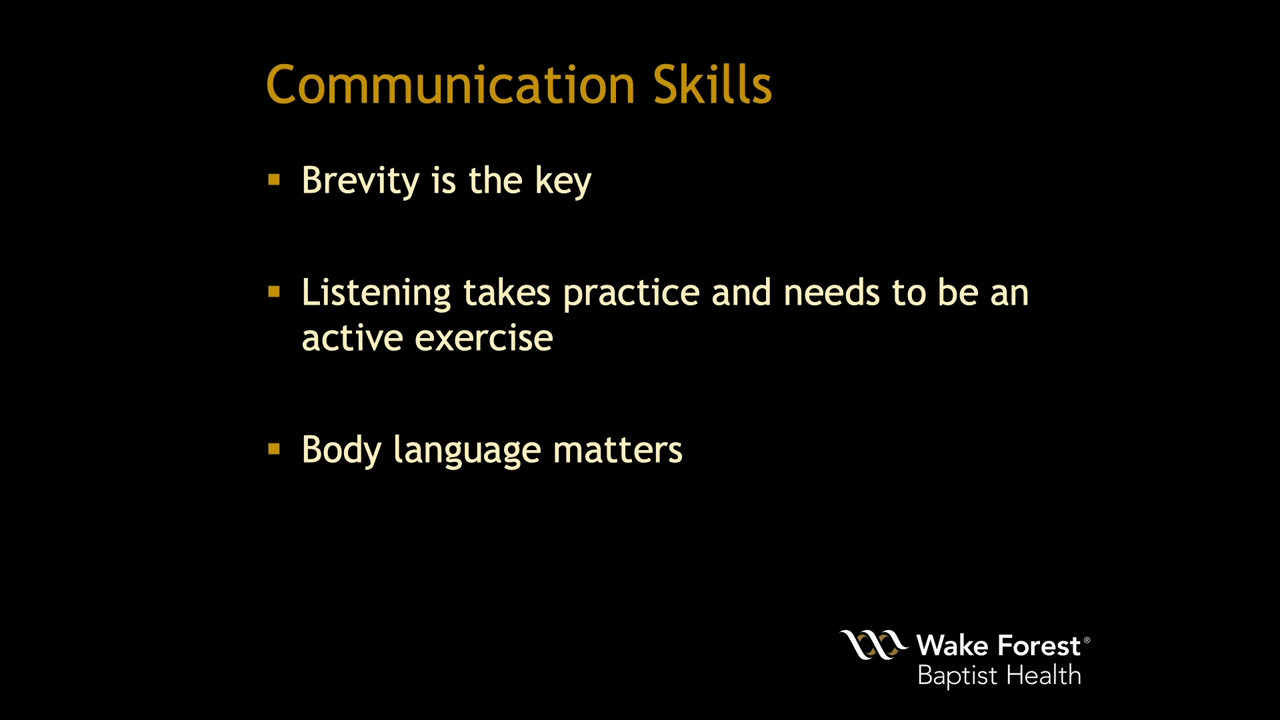 Communication Skills
▪ Brevity is the key
▪ Listening takes practice and needs to be an
active exercise
▪ Body language matters
Wake Forest®
Baptist Health